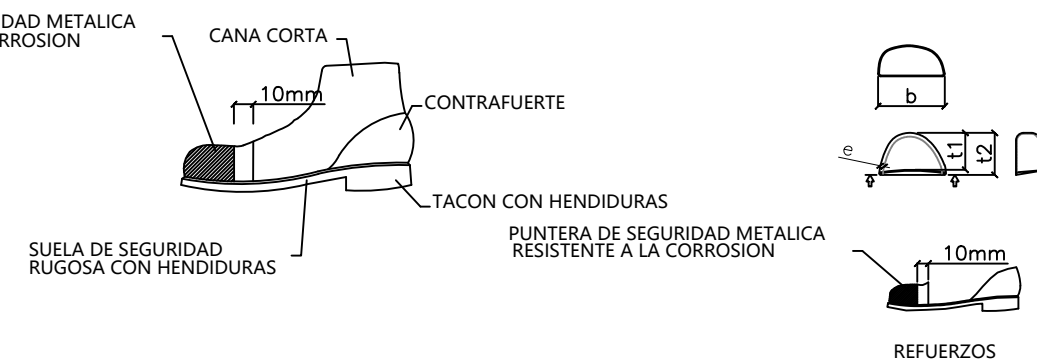 DAD METALICA
RROSION
CANA CORTA
10mm
CONTRAFUERTE
TACON CON HENDIDURAS
SUELA DE SEGURIDAD
RUGOSA CON HENDIDURAS
b
e
t1
t2
PUNTERA DE SEGURIDAD METALICA
RESISTENTE A LA CORROSION
10mm
REFUERZOS